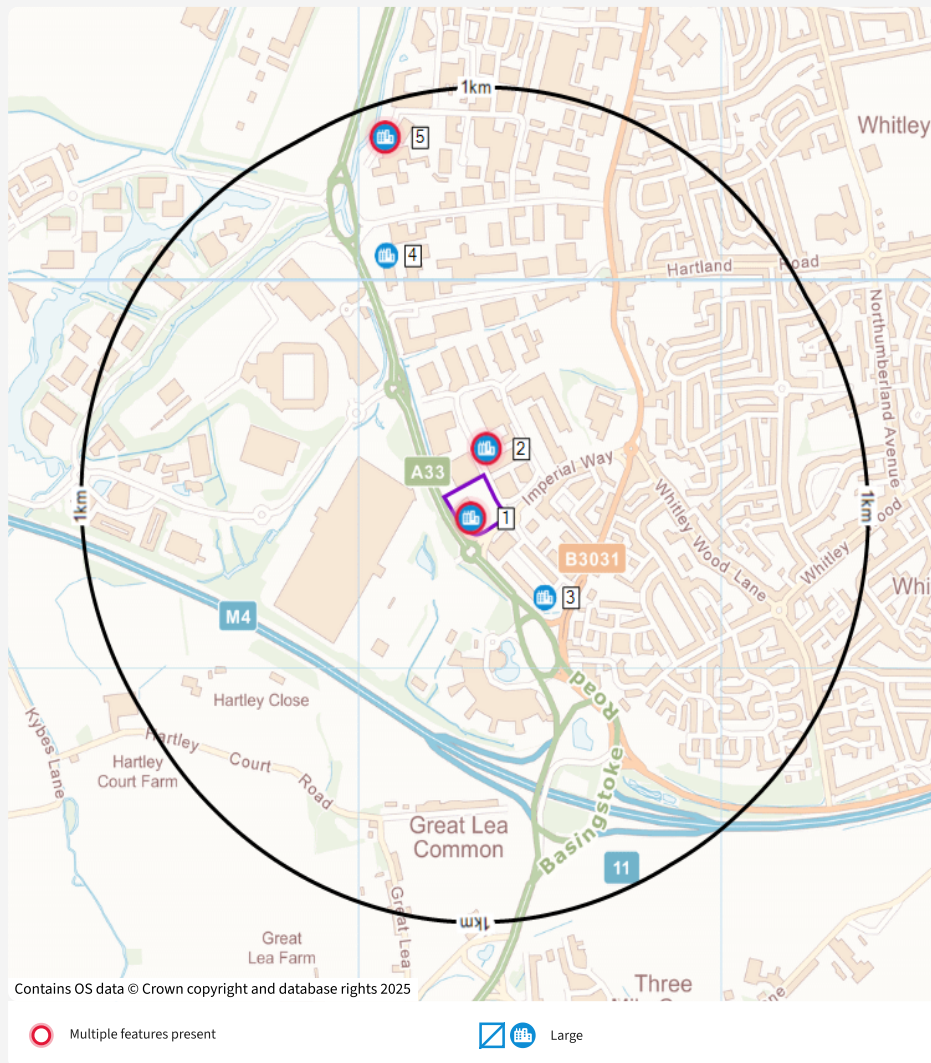 1km
Whitley
5
4
Hartland Road
Northumberland Avenue
2
A33
Imperial Way
1km
1
1km
Whitley Wood Lane
Whitley Wood
B3031
3
Whi
M4
Hartley Close
Kybes Lane
Hartley Court Road
Hartley
Court Farm
Basingstoke Road
Great Lea
Common
11
1km
Great Lea
Great
Lea Farm
Three
Contains OS data © Crown copyright and database rights 2025
Multiple features present
Large